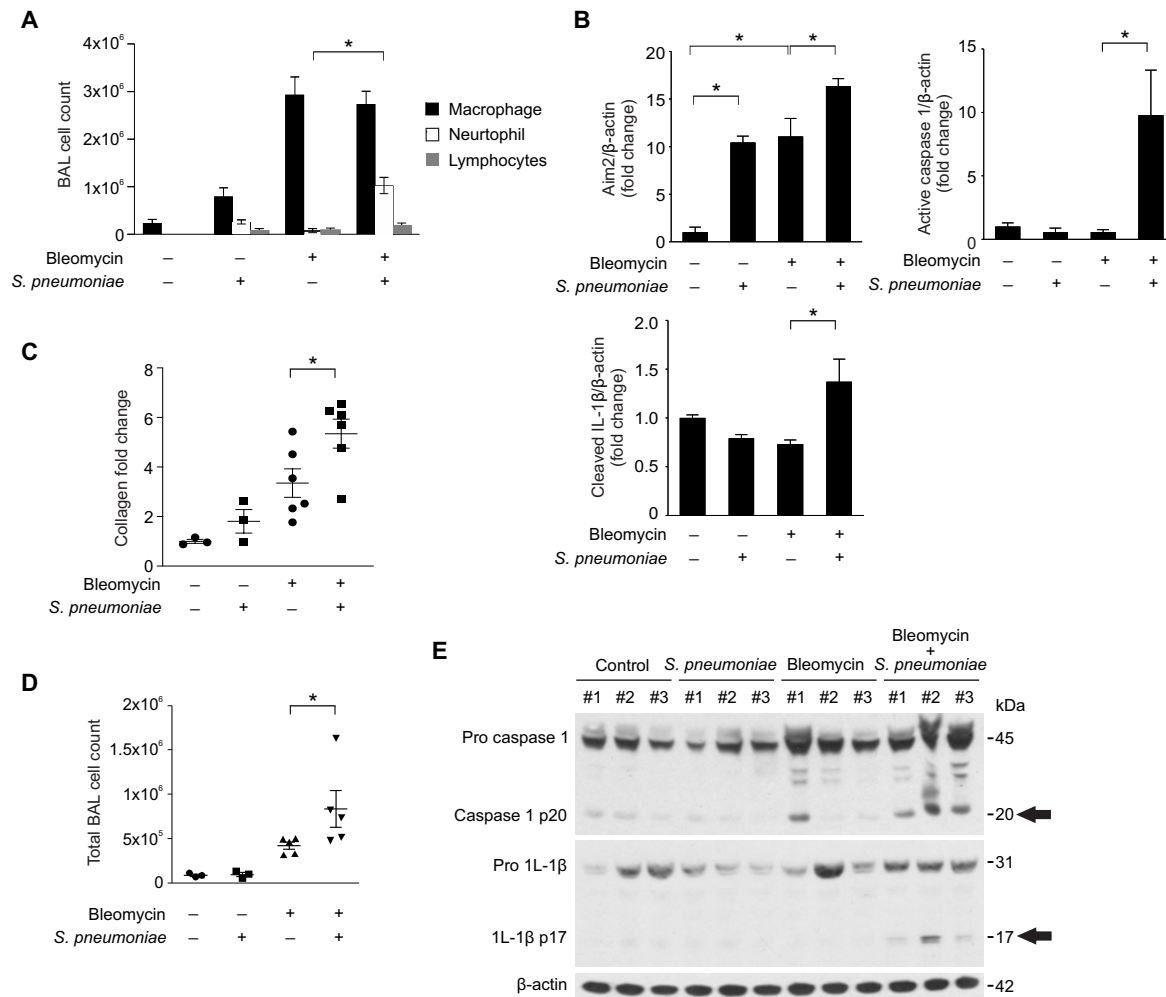 A
BAL cell count
4x10⁶
3x10⁶
2x10⁶
1x10⁶
0
*
Macrophage
Neurtophil
Lymphocytes
Bleomycin – – + +
S. pneumoniae – + – +
B
Aim2/β-actin
(fold change)
20
15
10
5
0
* * *
Bleomycin – – + +
S. pneumoniae – + – +
Active caspase 1/β-actin
(fold change)
15
10
5
0
*
Bleomycin – – + +
S. pneumoniae – + – +
Cleaved IL-1β/β-actin
(fold change)
2.0
1.5
1.0
0.5
0
*
Bleomycin – – + +
S. pneumoniae – + – +
C
Collagen fold change
8
6
4
2
0
*
Bleomycin – – + +
S. pneumoniae – + – +
D
Total BAL cell count
2x10⁶
1.5x10⁶
1x10⁶
5x10⁵
0
*
Bleomycin – – + +
S. pneumoniae – + – +
E
Bleomycin
+
Control S. pneumoniae Bleomycin S. pneumoniae
#1 #2 #3 #1 #2 #3 #1 #2 #3 #1 #2 #3 kDa
Pro caspase 1 -45
Caspase 1 p20 -20
Pro 1L-1β -31
1L-1β p17 -17
β-actin -42